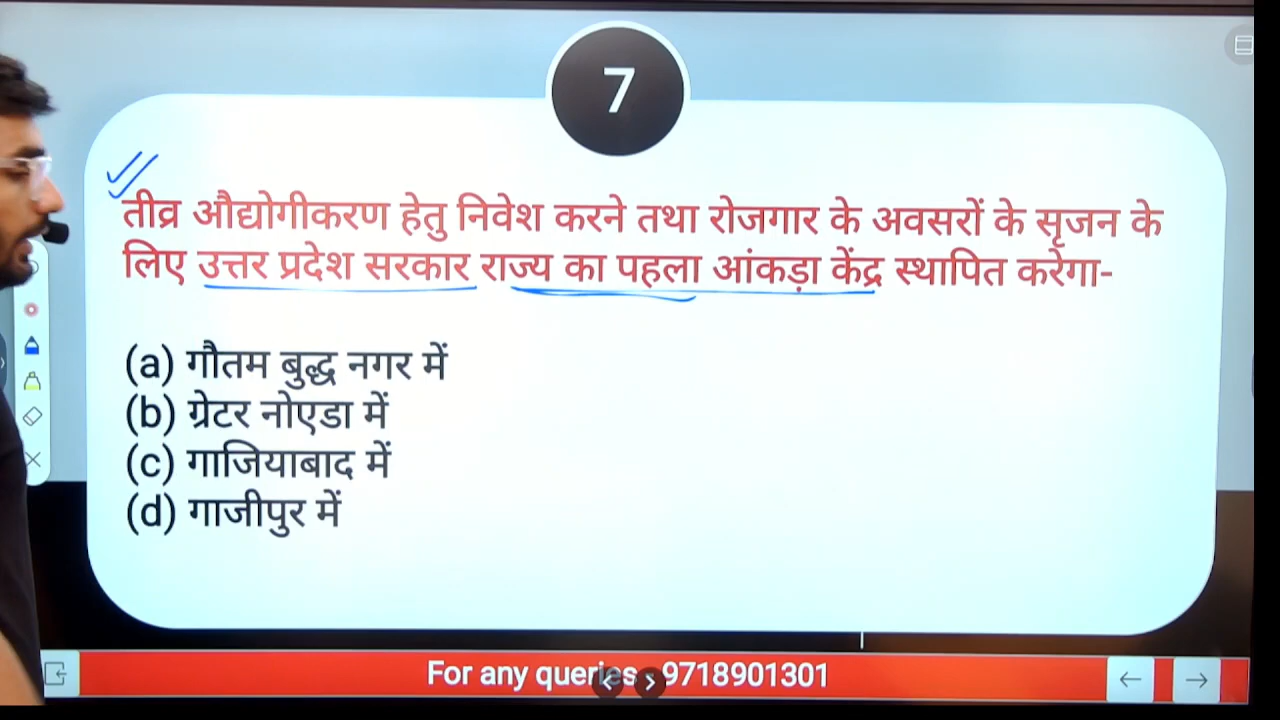 7
तीव्र औद्योगीकरण हेतु निवेश करने तथा रोजगार के अवसरों के सृजन के
लिए उत्तर प्रदेश सरकार राज्य का पहला आंकड़ा केंद्र स्थापित करेगा-
(a) गौतम बुद्ध नगर में
(b) ग्रेटर नोएडा में
(c) गाजियाबाद में
(d) गाजीपुर में
For any queries - 9718901301